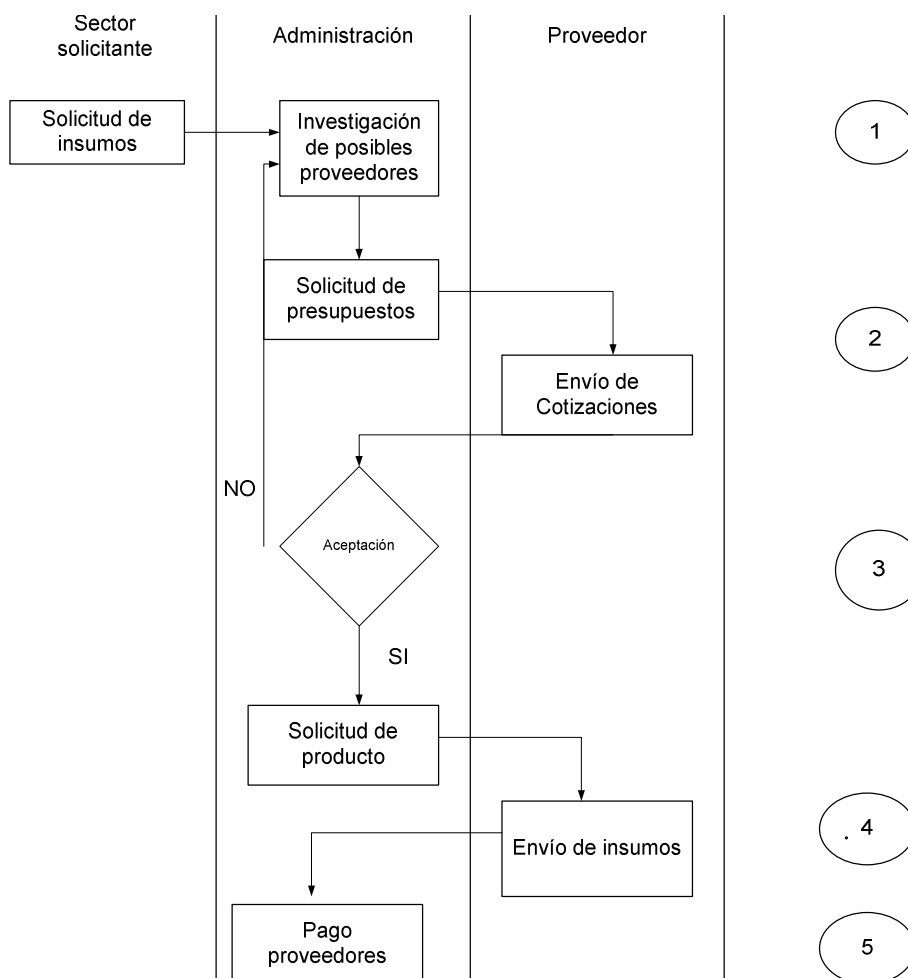 Sector
solicitante
Administración
Proveedor
Solicitud de
insumos
Investigación
de posibles
proveedores
1
Solicitud de
presupuestos
2
Envío de
Cotizaciones
NO
Aceptación
3
SI
Solicitud de
producto
. 4
Envío de insumos
Pago
proveedores
5